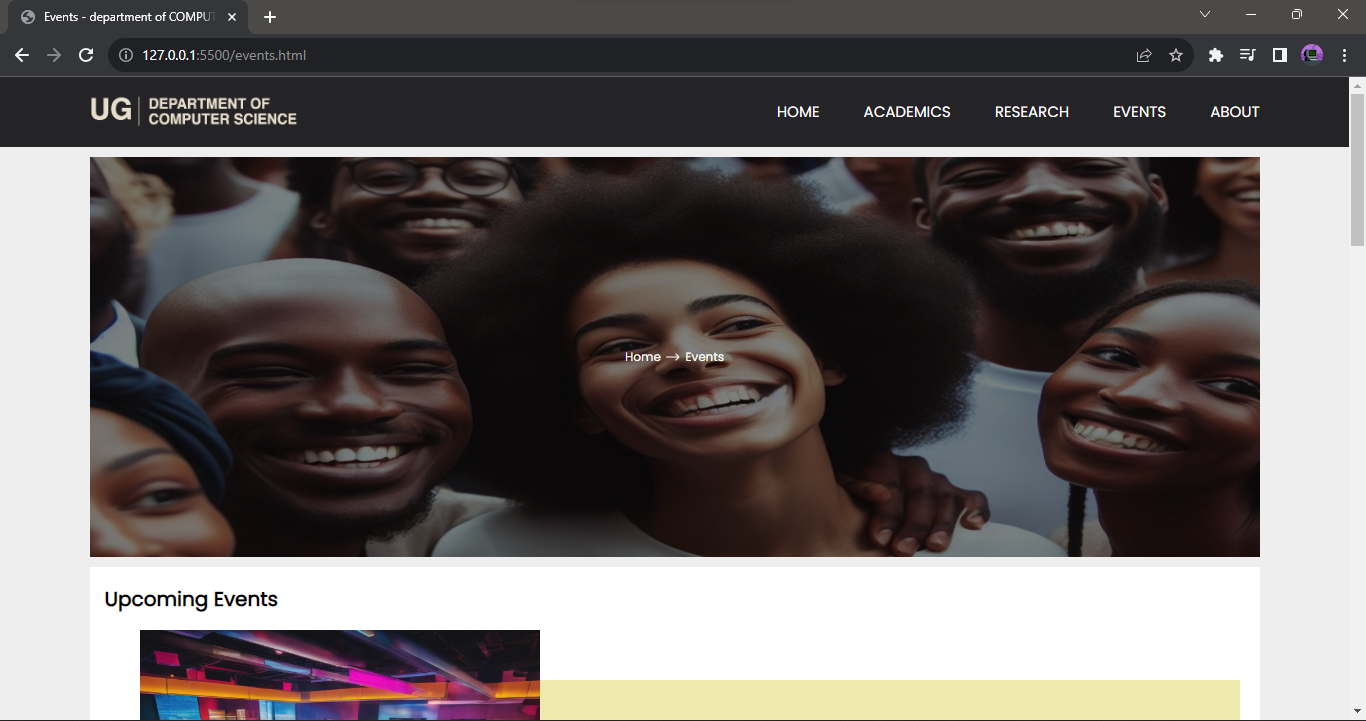 Events - department of COMPUT
127.0.0.1:5500/events.html
UG DEPARTMENT OF
COMPUTER SCIENCE
HOME ACADEMICS RESEARCH EVENTS ABOUT
Home → Events
Upcoming Events